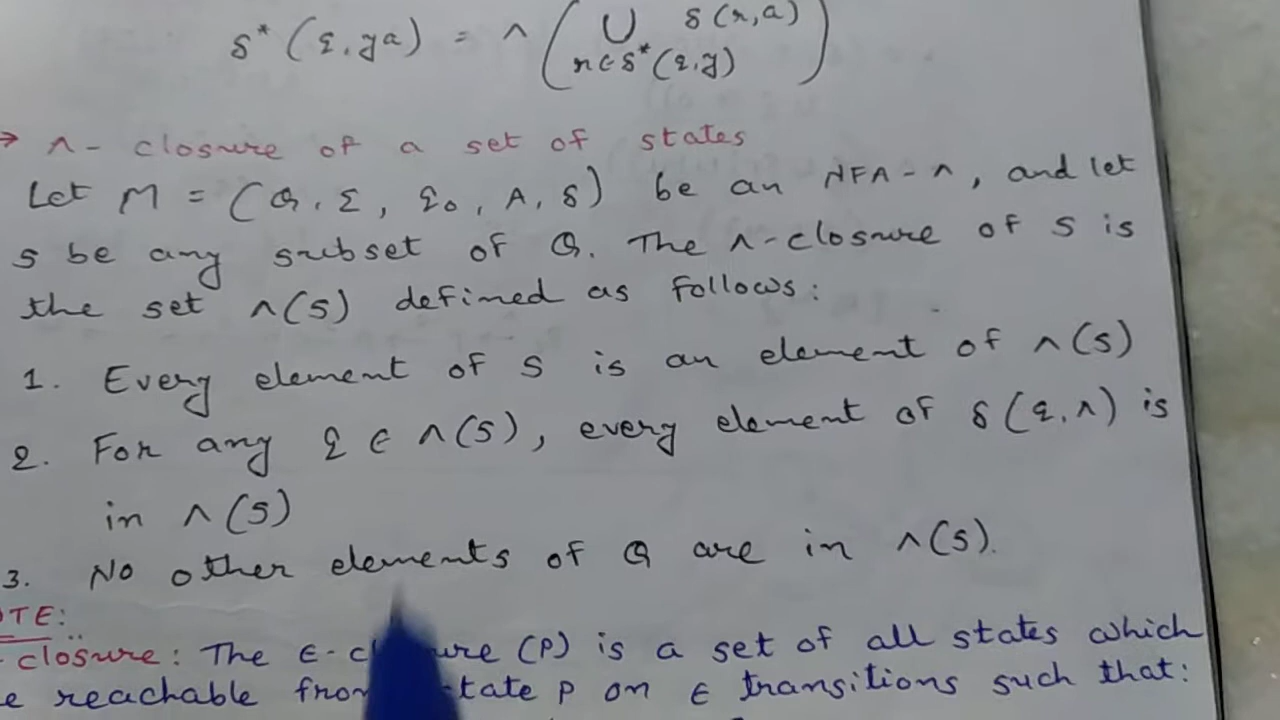 δ* (q, ya) = ∧ ( ∪ δ(r, a) )
r ∈ δ* (q, y)
→ ∧ - closure of a set of states
Let M = (Q, Σ, q0, A, δ) be an NFA - ∧, and let
S be any subset of Q. The ∧-closure of S is
the set ∧(S) defined as follows:
1. Every element of S is an element of ∧(S)
2. For any q ∈ ∧(S), every element of δ(q, ∧) is
in ∧(S)
3. No other elements of Q are in ∧(S).
OTE:
closure: The ∈-c ure (P) is a set of all states which
e reachable from state P on ∈ transitions such that: